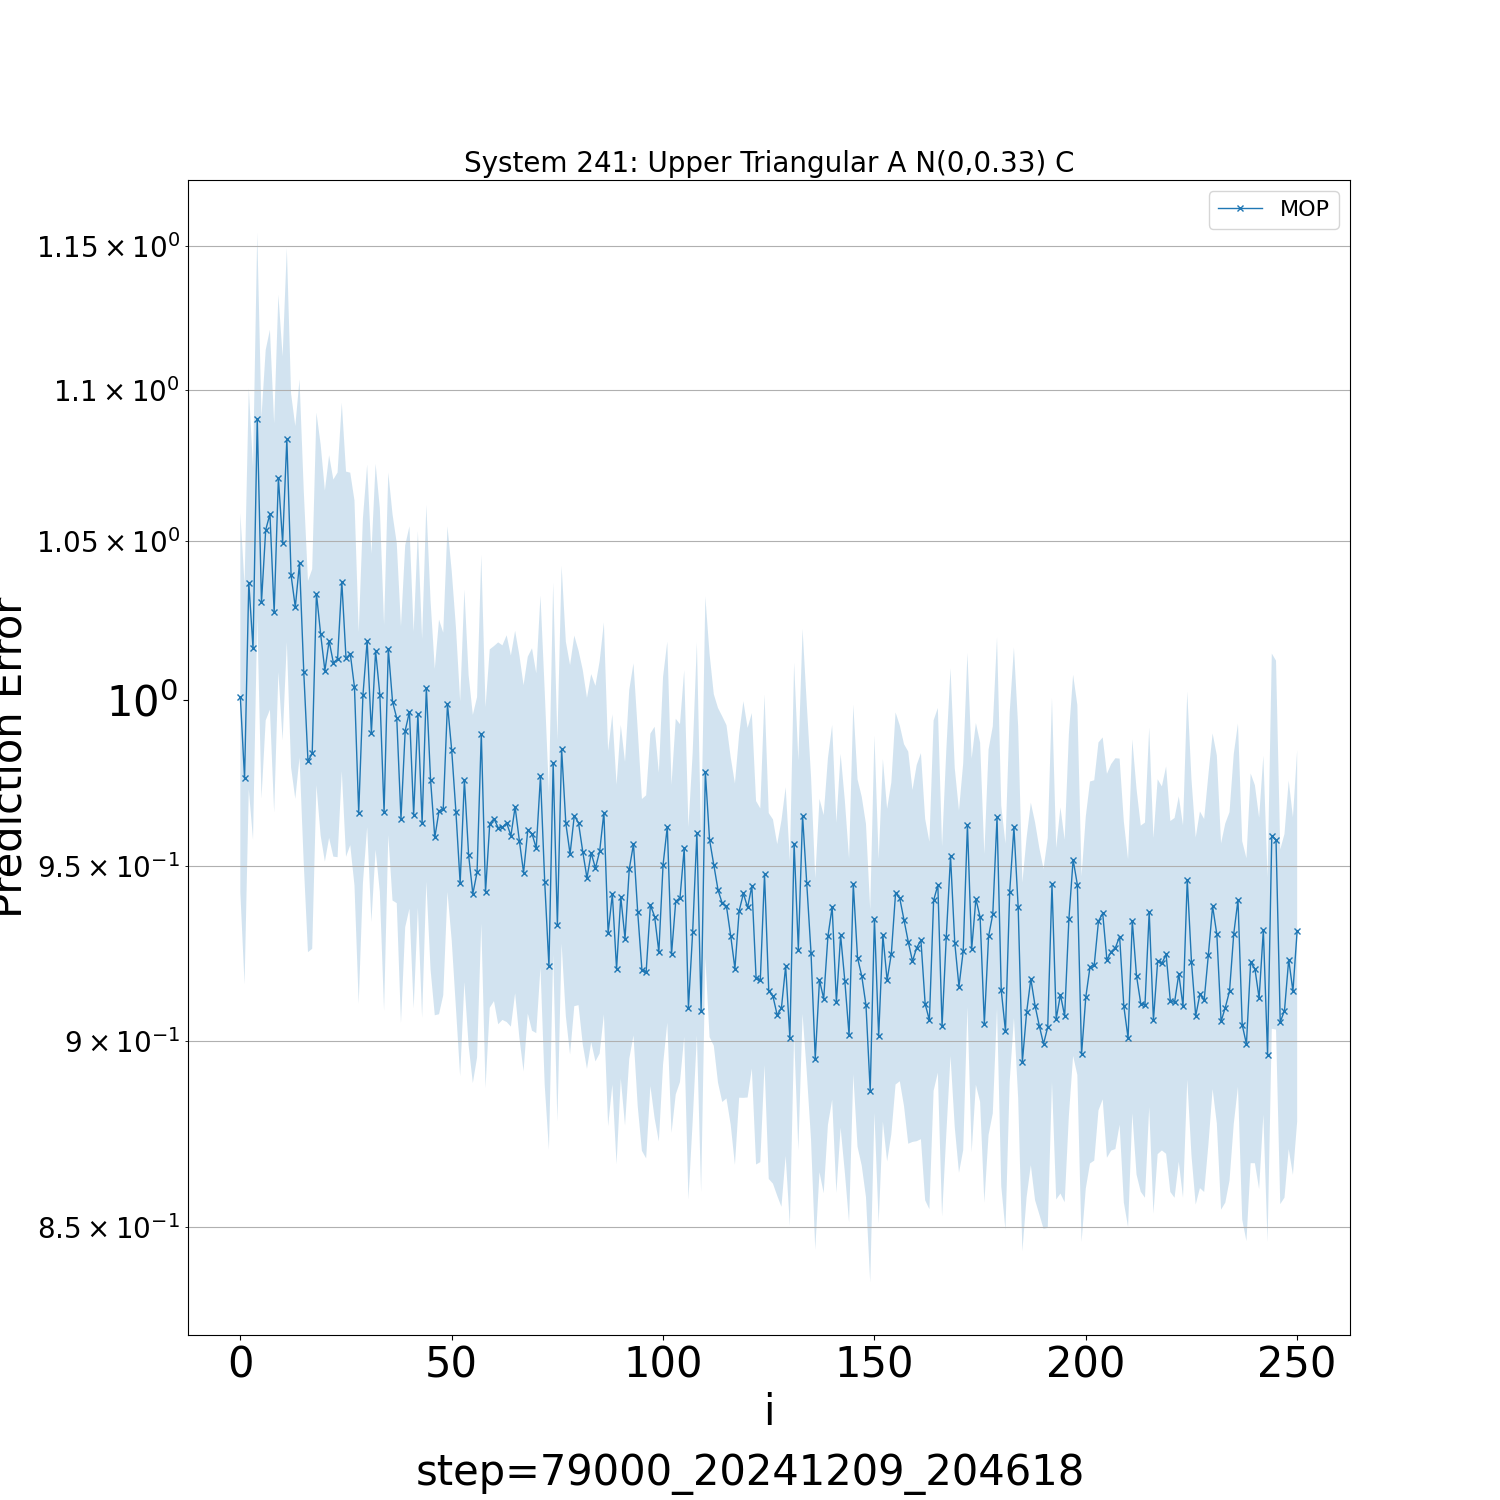 System 241: Upper Triangular A N(0,0.33) C
MOP
1.15 × 10⁰
1.1 × 10⁰
1.05 × 10⁰
10⁰
9.5 × 10⁻¹
9 × 10⁻¹
8.5 × 10⁻¹
Prediction Error
0 50 100 150 200 250
i
step=79000_20241209_204618